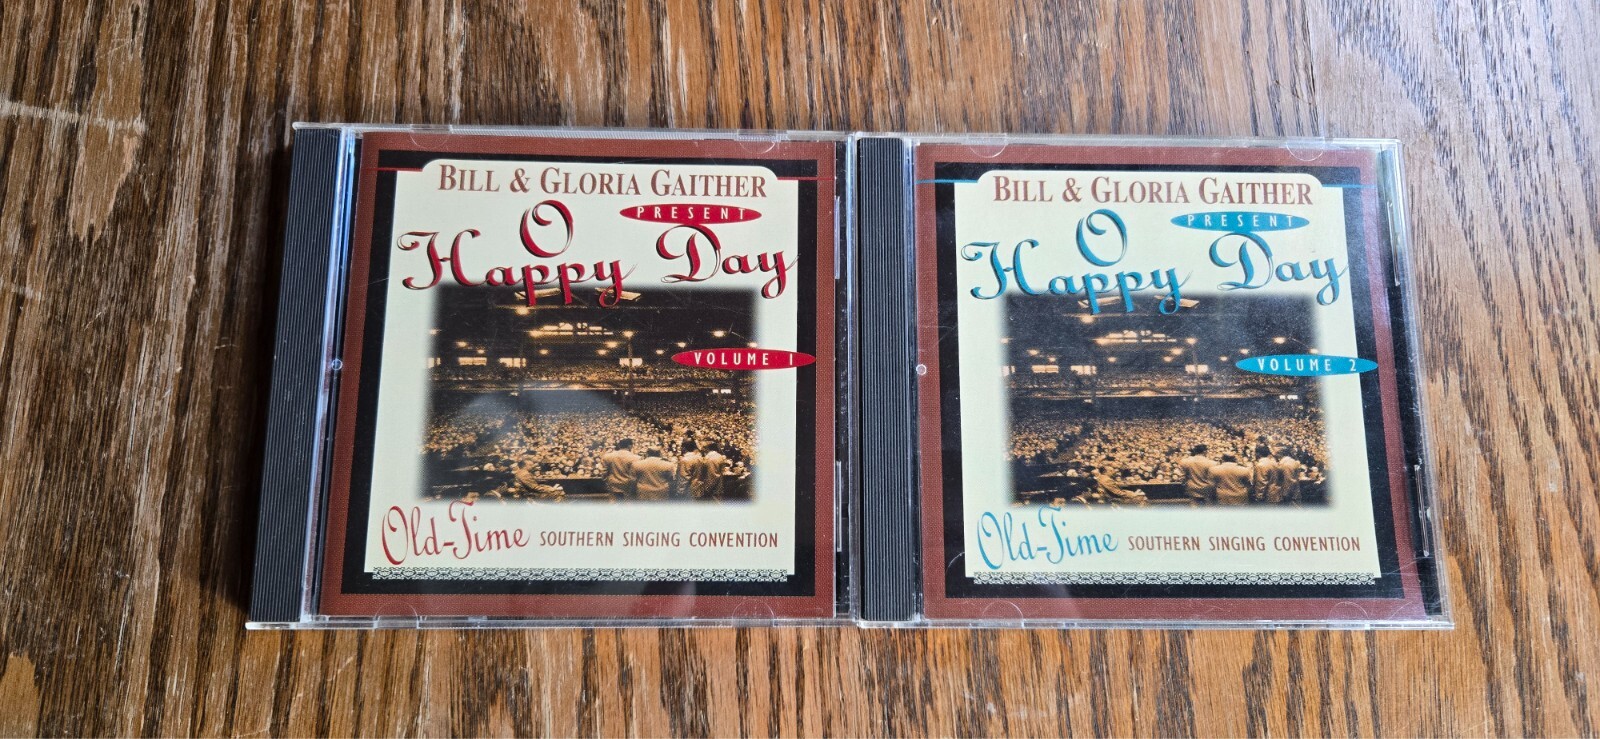 BILL & GLORIA GAITHER
PRESENT
O
Happy Day
VOLUME 1
Old-Time SOUTHERN SINGING CONVENTION
BILL & GLORIA GAITHER
PRESENT
O
Happy Day
VOLUME 2
Old-Time SOUTHERN SINGING CONVENTION